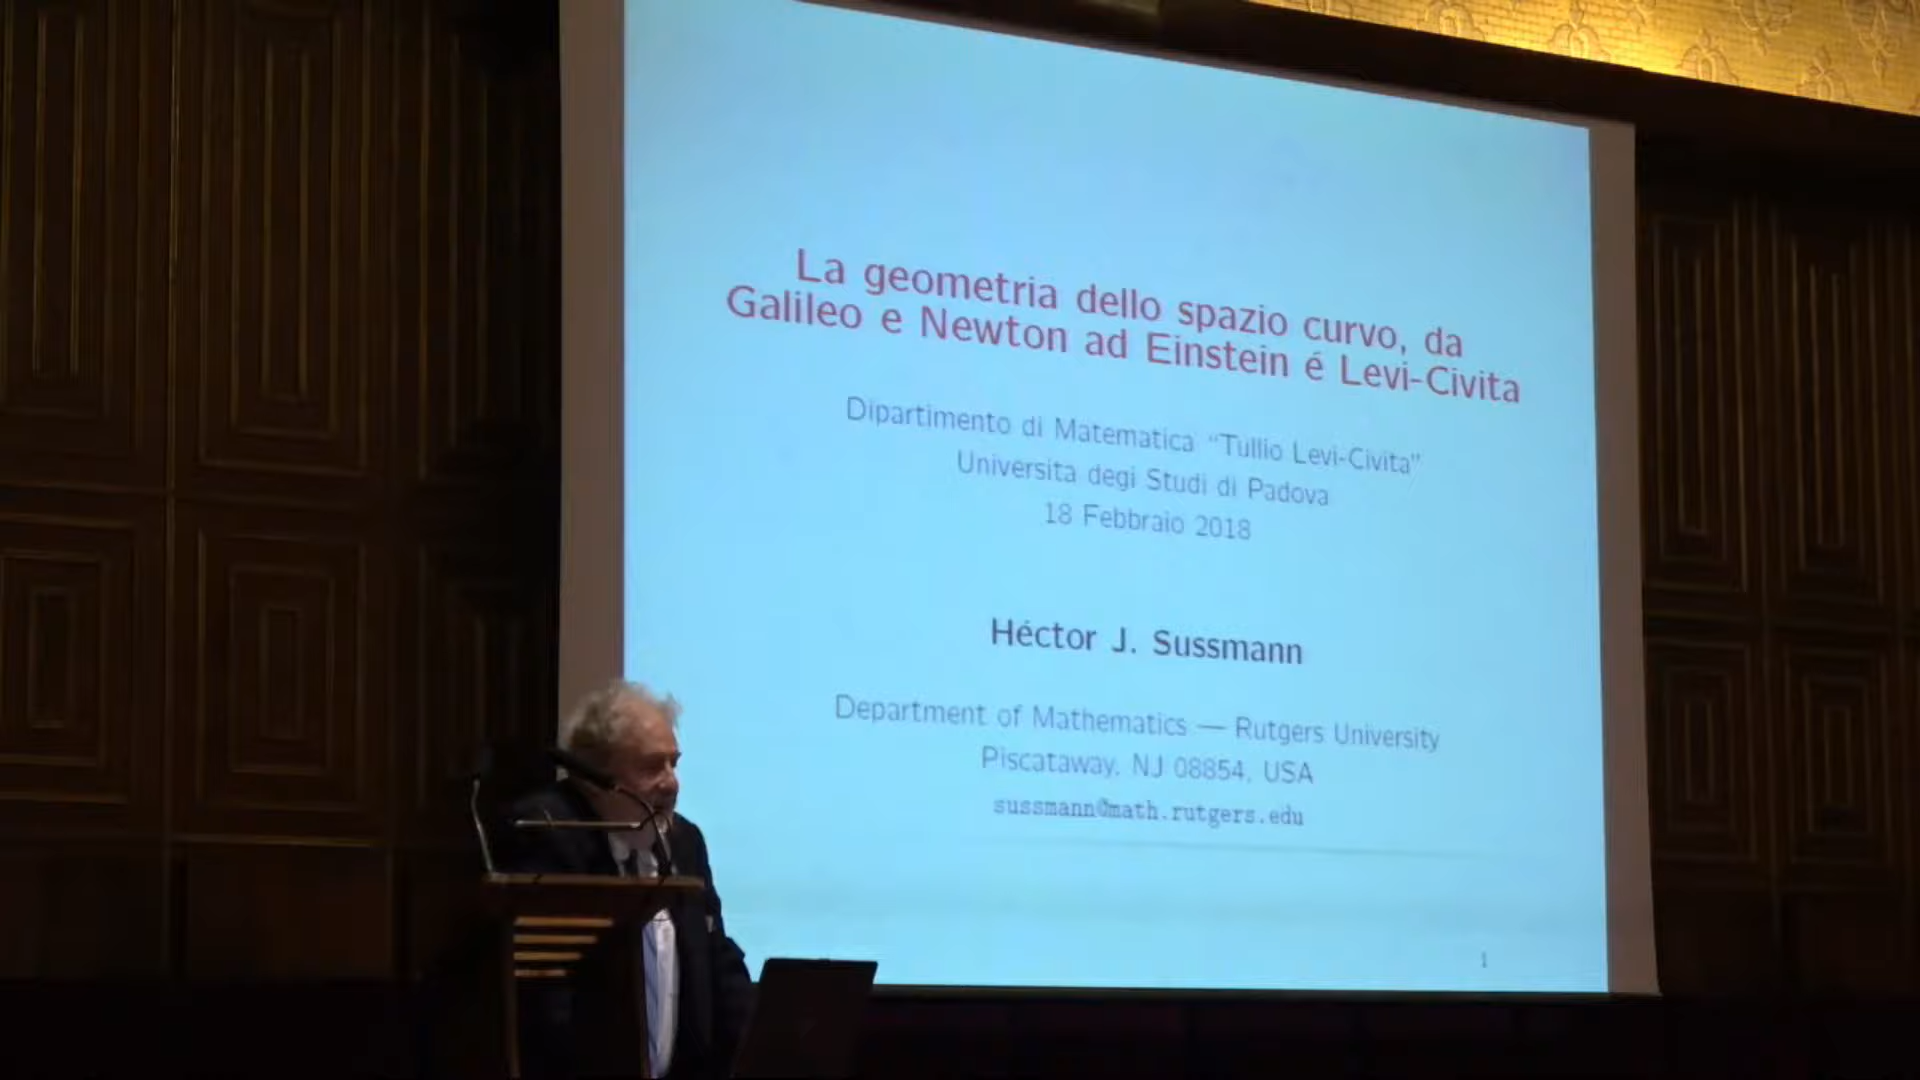 La geometria dello spazio curvo, da
Galileo e Newton ad Einstein é Levi-Civita
Dipartimento di Matematica “Tullio Levi-Civita”
Universita degi Studi di Padova
18 Febbraio 2018
Héctor J. Sussmann
Department of Mathematics — Rutgers University
Piscataway, NJ 08854, USA
sussmann@math.rutgers.edu
1